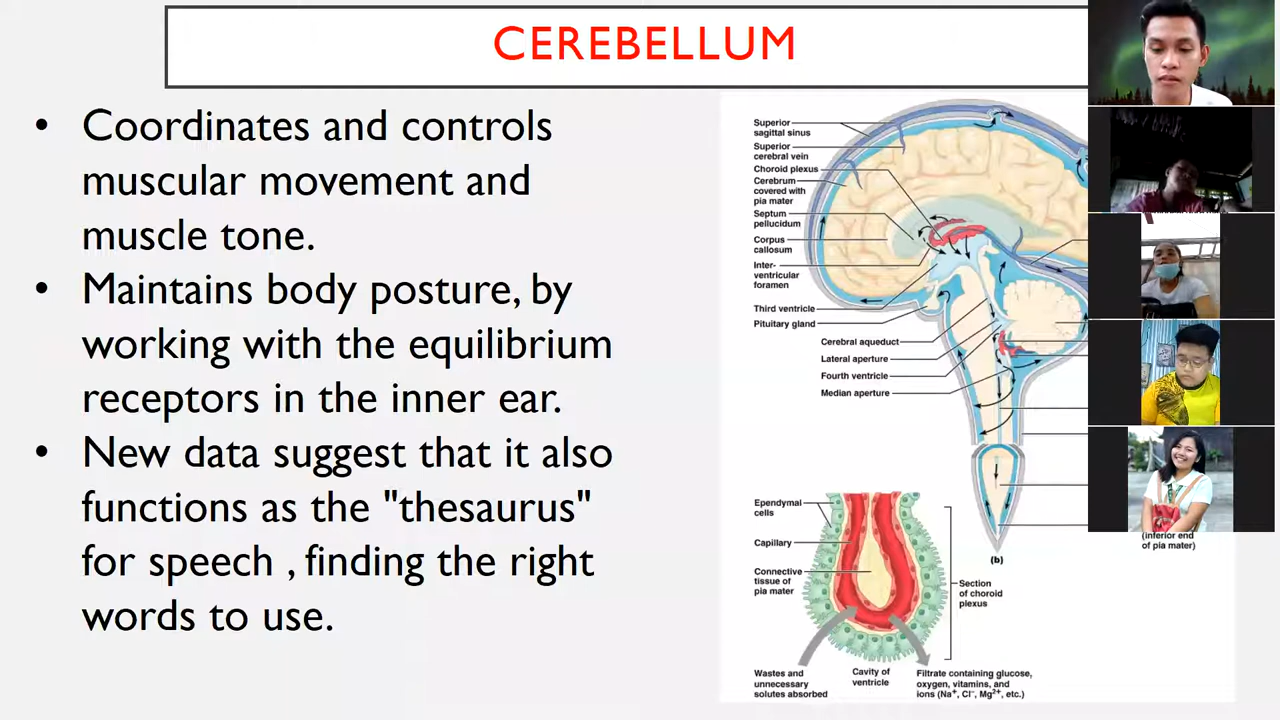 CEREBELLUM
• Coordinates and controls
muscular movement and
muscle tone.
• Maintains body posture, by
working with the equilibrium
receptors in the inner ear.
• New data suggest that it also
functions as the "thesaurus"
for speech , finding the right
words to use.
Superior
sagittal sinus
Superior
cerebral vein
Choroid plexus
Cerebrum
covered with
pia mater
Septum
pellucidum
Corpus
callosum
Inter-
ventricular
foramen
Third ventricle
Pituitary gland
Cerebral aqueduct
Lateral aperture
Fourth ventricle
Median aperture
(inferior end
of pia mater)
(b)
Ependymal
cells
Capillary
Connective
tissue of
pia mater
Section
of choroid
plexus
Wastes and
unnecessary
solutes absorbed
Cavity of
ventricle
Filtrate containing glucose,
oxygen, vitamins, and
ions (Na⁺, Cl⁻, Mg²⁺, etc.)